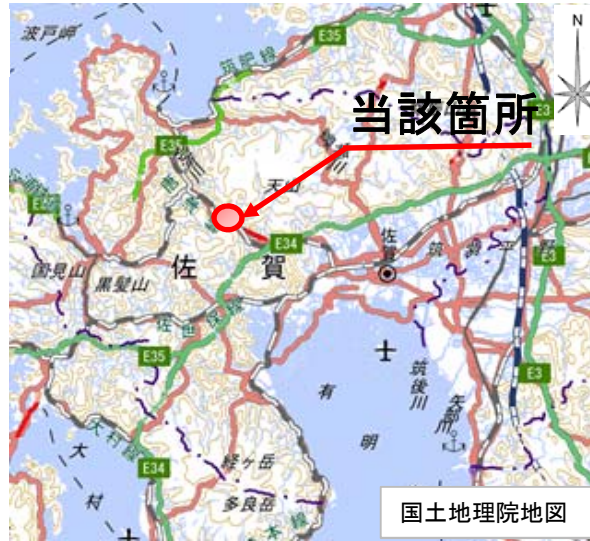 波戸岬
E35
筑肥線
N
E3
当該箇所
E35
天山
E34
佐賀
佐賀
国見山
黒髪山
佐世保線
E3
E35
有明
筑後川
矢部川
E3
大村線
E34
大村
経ヶ岳
多良岳
本線
国土地理院地図